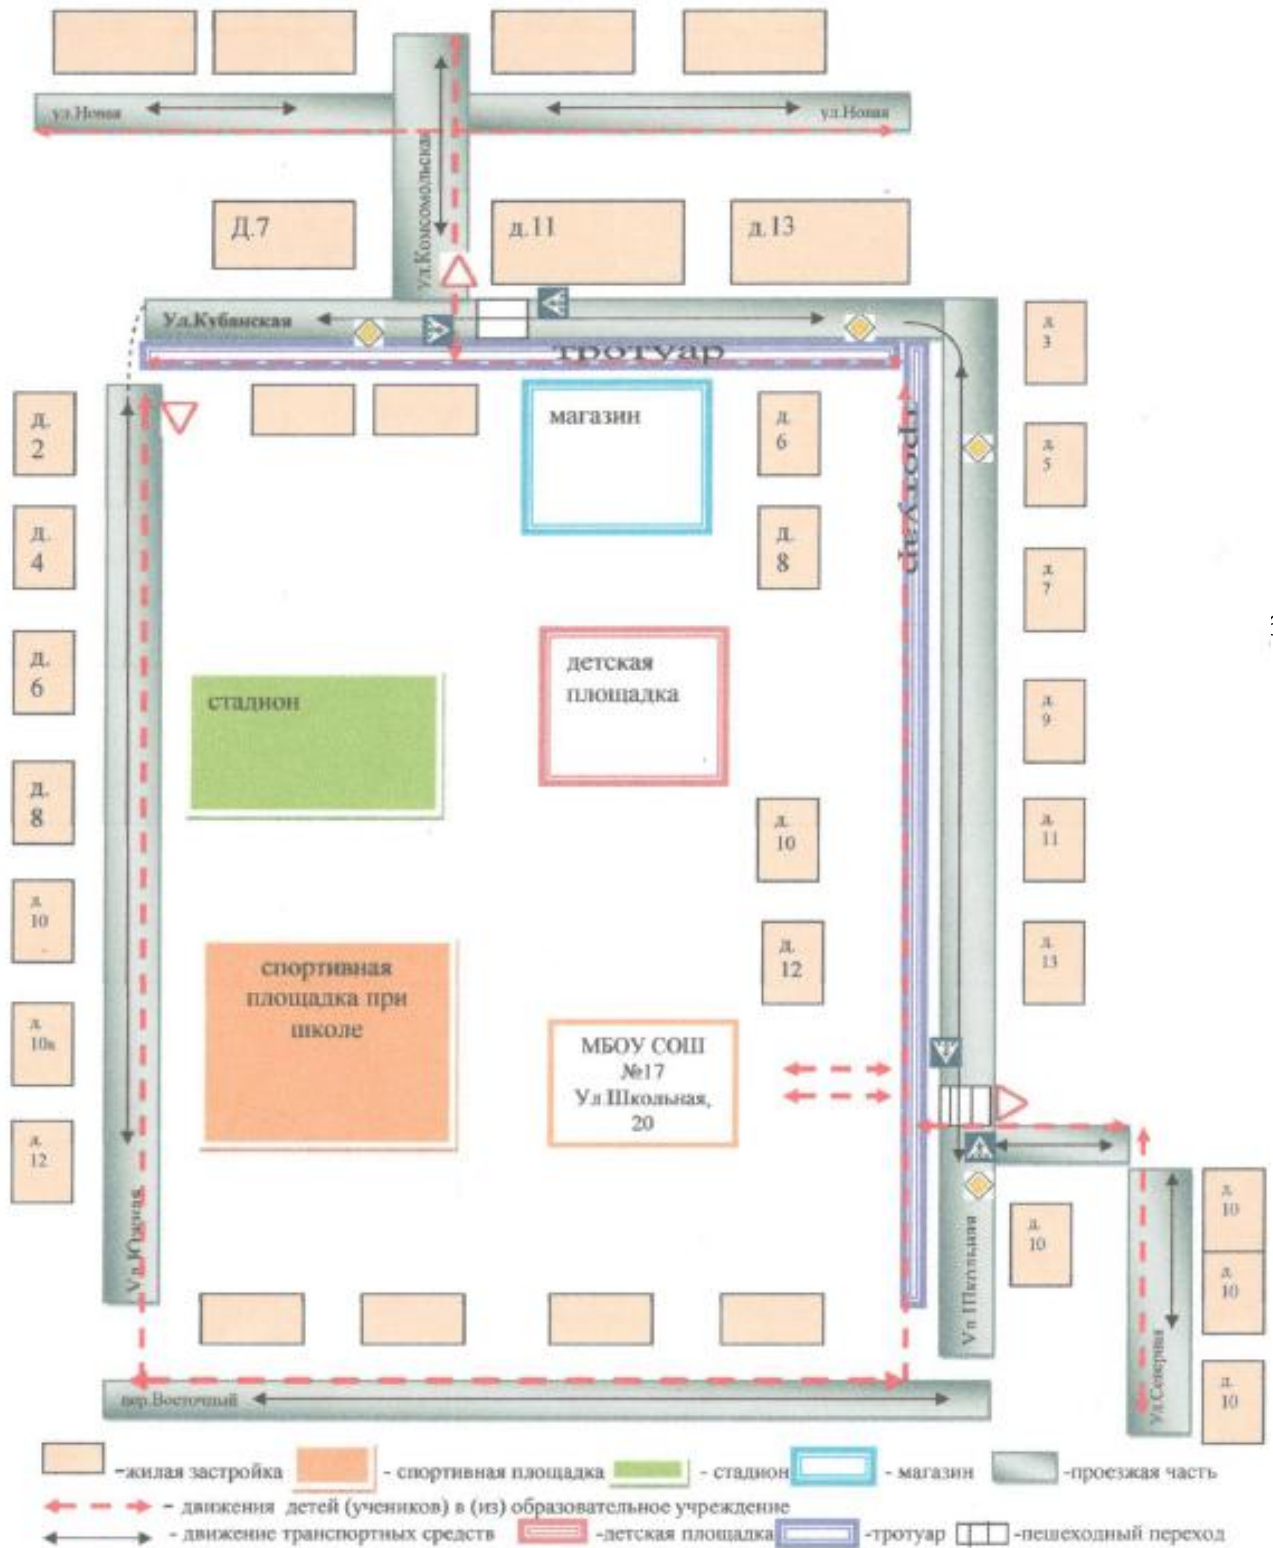 ул.Новая
ул.Новая
Ул.Комсомольская
Д.7
д.11
д.13
Ул.Кубанская
тротуар
д. 3
Д. 2
магазин
д. 6
тротуар
д. 5
Д. 4
Д. 8
д. 7
Д. 6
стадион
детская
площадка
д. 9
Д. 8
д. 10
д. 11
д. 10
спортивная
площадка при
школе
д. 12
д. 13
д. 10а
МБОУ СОШ
№17
Ул.Школьная,
20
д. 12
Ул.Южная
Ул.Школьная
д. 10
д. 10
д. 10
Ул.Северная
д. 10
пер.Восточный
-жилая застройка
- спортивная площадка
- стадион
- магазин
-проезжая часть
- движения детей (учеников) в (из) образовательное учреждение
- движение транспортных средств
-детская площадка
-тротуар
-пешеходный переход